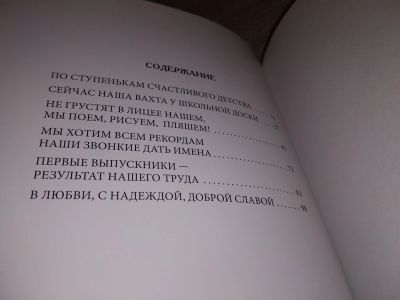 СОДЕРЖАНИЕ
ПО СТУПЕНЬКАМ СЧАСТЛИВОГО ДЕТСТВА
СЕЙЧАС НАША ВАХТА У ШКОЛЬНОЙ ДОСКИ
НЕ ГРУСТЯТ В ЛИЦЕЕ НАШЕМ,
МЫ ПОЕМ, РИСУЕМ, ПЛЯШЕМ!
МЫ ХОТИМ ВСЕМ РЕКОРДАМ
НАШИ ЗВОНКИЕ ДАТЬ ИМЕНА
ПЕРВЫЕ ВЫПУСКНИКИ —
РЕЗУЛЬТАТ НАШЕГО ТРУДА
В ЛЮБВИ, С НАДЕЖДОЙ, ДОБРОЙ СЛАВОЙ